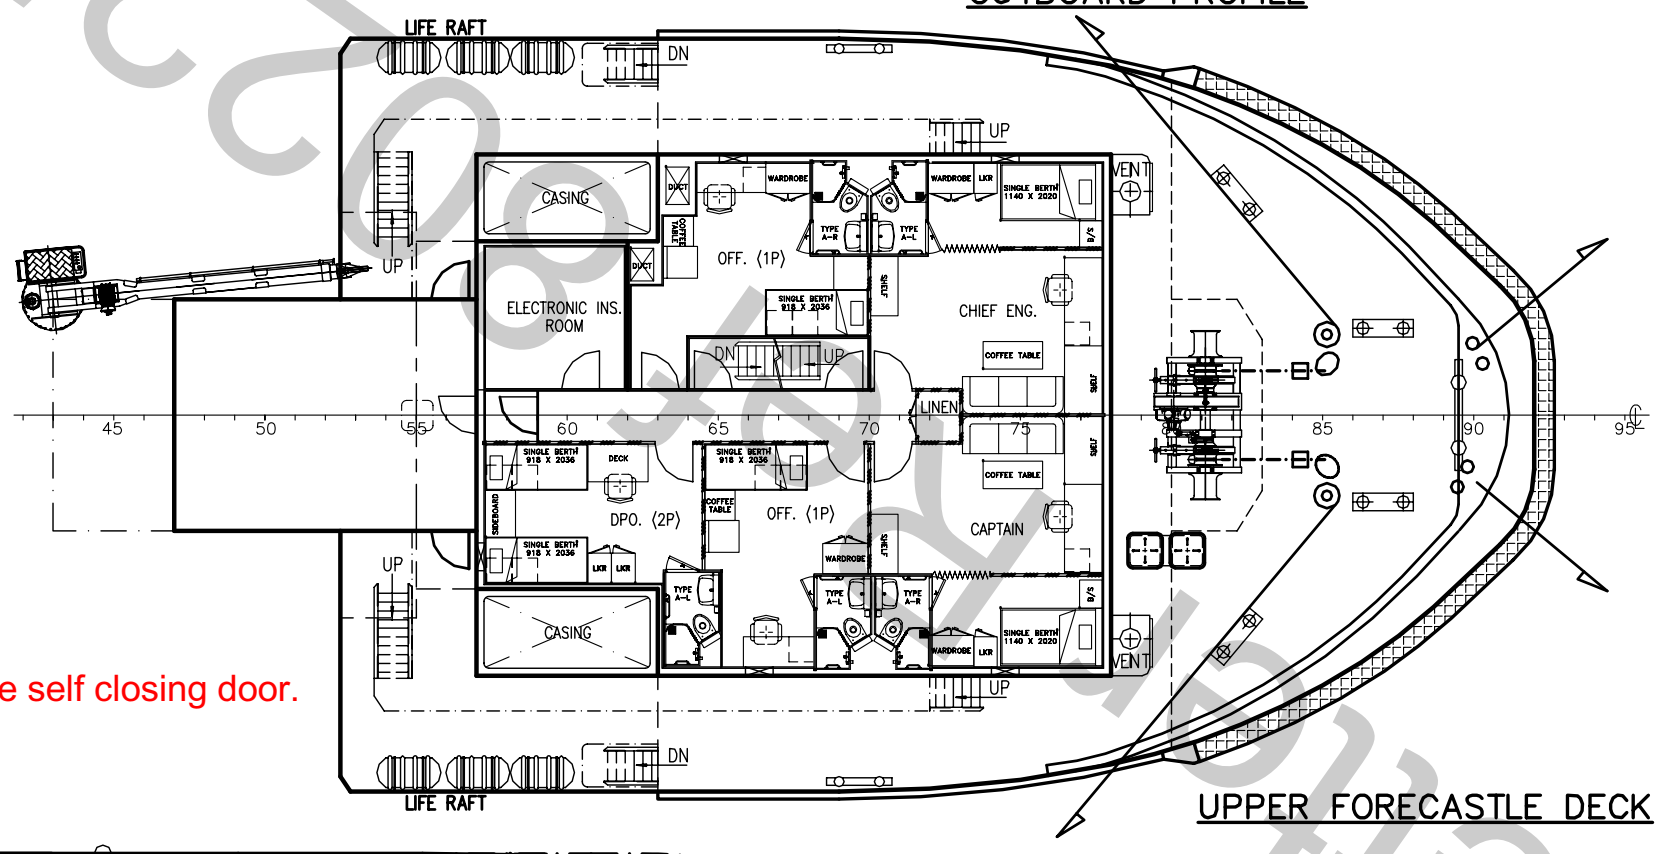 OUTBOARD PROFILE
LIFE RAFT
DN
UP
VENT
CASING
DUCT
WARDROBE
WARDROBE
LKR
SINGLE BERTH
1140 X 2020
COFFEE
TABLE
TYPE
A-R
TYPE
A-L
S/B
UP
DUCT
OFF. (1P)
SHELF
ELECTRONIC INS.
ROOM
SINGLE BERTH
918 X 2036
CHIEF ENG.
DN
UP
COFFEE TABLE
SHELF
LINEN
45
50
55
60
65
70
75
80
85
90
95
SHELF
SINGLE BERTH
918 X 2036
DECK
SINGLE BERTH
918 X 2036
COFFEE TABLE
SIDEBOARD
DPO. (2P)
COFFEE
TABLE
OFF. (1P)
SHELF
CAPTAIN
SINGLE BERTH
918 X 2036
LKR
LKR
WARDROBE
UP
TYPE
A-L
TYPE
A-L
TYPE
A-R
S/B
CASING
SINGLE BERTH
1140 X 2020
WARDROBE
LKR
VENT
e self closing door.
UP
DN
LIFE RAFT
UPPER FORECASTLE DECK